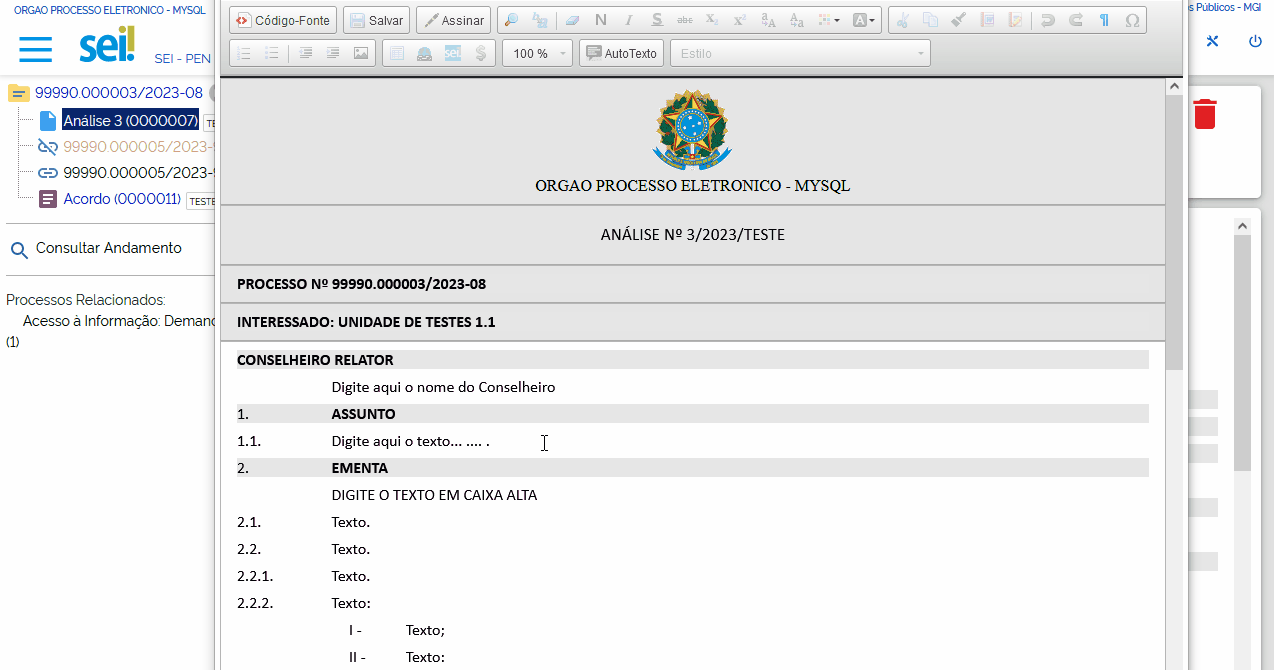 ORGAO PROCESSO ELETRONICO - MYSQL
sei!
SEI - PEN
99990.000003/2023-08
Análise 3 (0000007)
99990.000005/2023-
99990.000005/2023-
Acordo (0000011) TESTE
Consultar Andamento
Processos Relacionados:
Acesso à Informação: Demand
(1)
Código-Fonte Salvar Assinar N I S abc X₂ X² A
100 % AutoTexto Estilo
ORGAO PROCESSO ELETRONICO - MYSQL
ANÁLISE Nº 3/2023/TESTE
PROCESSO Nº 99990.000003/2023-08
INTERESSADO: UNIDADE DE TESTES 1.1
CONSELHEIRO RELATOR
Digite aqui o nome do Conselheiro
1. ASSUNTO
1.1. Digite aqui o texto... .... .
2. EMENTA
DIGITE O TEXTO EM CAIXA ALTA
2.1. Texto.
2.2. Texto.
2.2.1. Texto.
2.2.2. Texto:
I - Texto;
II - Texto:
s Públicos - MGI